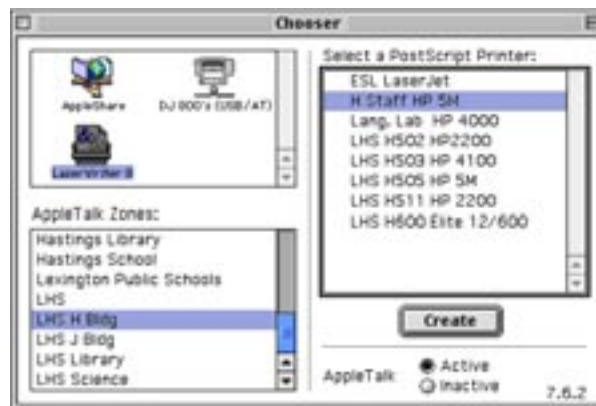 Chooser
AppleShare
DJ 800's (USB/AT)
LaserWriter 8
AppleTalk Zones:
Hastings Library
Hastings School
Lexington Public Schools
LHS
LHS H Bldg
LHS J Bldg
LHS Library
LHS Science
Select a PostScript Printer:
ESL LaserJet
H Staff HP 5M
Lang. Lab HP 4000
LHS H502 HP2200
LHS H503 HP 4100
LHS H505 HP 5M
LHS H511 HP 2200
LHS H600 Elite 12/600
Create
AppleTalk
Active
Inactive
7.6.2